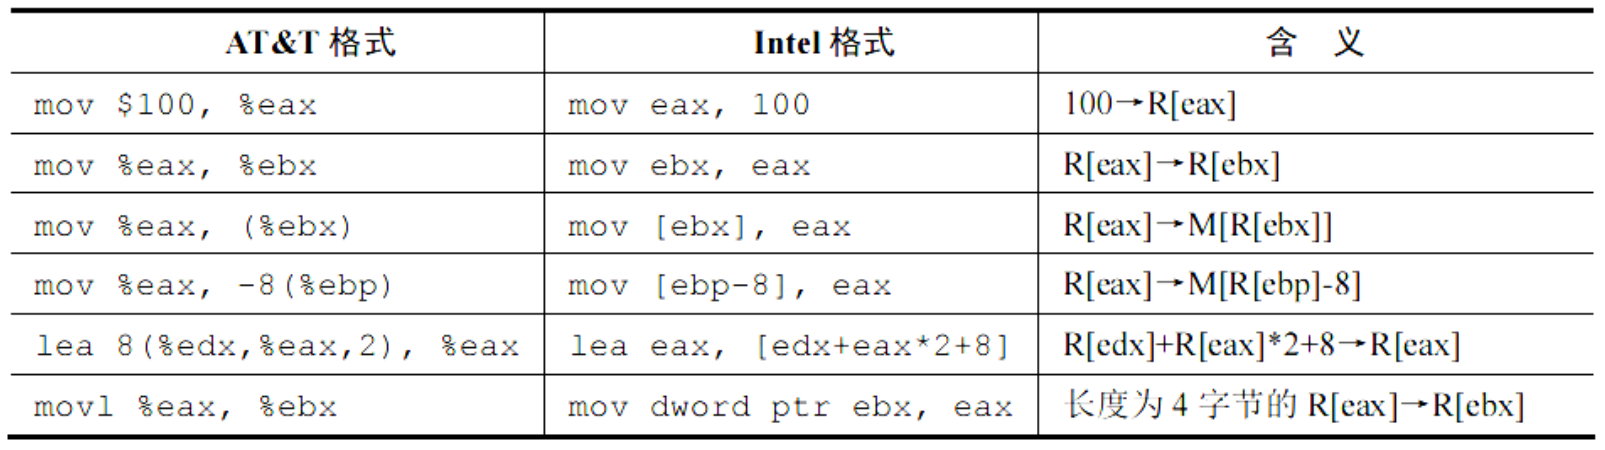 AT&T 格式 Intel 格式 含 义
mov $100, %eax mov eax, 100 100→R[eax]
mov %eax, %ebx mov ebx, eax R[eax]→R[ebx]
mov %eax, (%ebx) mov [ebx], eax R[eax]→M[R[ebx]]
mov %eax, -8(%ebp) mov [ebp-8], eax R[eax]→M[R[ebp]-8]
lea 8(%edx,%eax,2), %eax lea eax, [edx+eax*2+8] R[edx]+R[eax]*2+8→R[eax]
movl %eax, %ebx mov dword ptr ebx, eax 长度为 4 字节的 R[eax]→R[ebx]